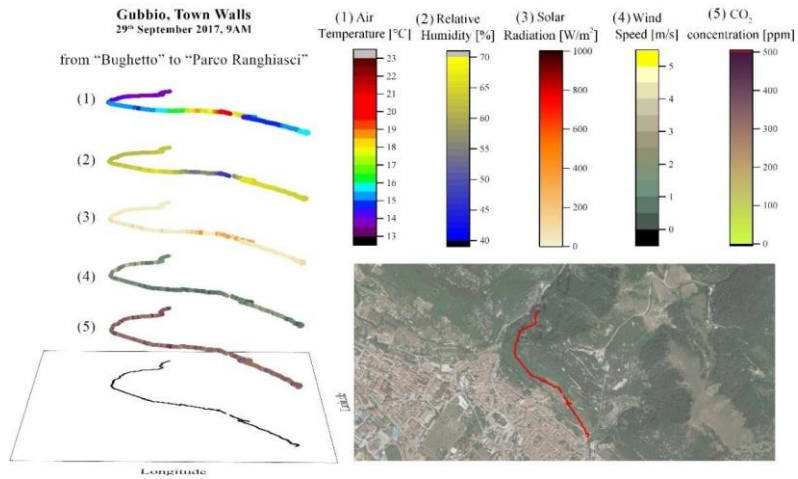 Gubbio, Town Walls
29th September 2017, 9AM
from “Bughetto” to “Parco Ranghiasci”
(1)
(2)
(3)
(4)
(5)
Longitude
(1) Air
Temperature [°C]
23
22
21
20
19
18
17
16
15
14
13
(2) Relative
Humidity [%]
70
65
60
55
50
45
40
(3) Solar
Radiation [W/m²]
1000
800
600
400
200
0
(4) Wind
Speed [m/s]
5
4
3
2
1
0
(5) CO₂
concentration [ppm]
500
400
300
200
100
0